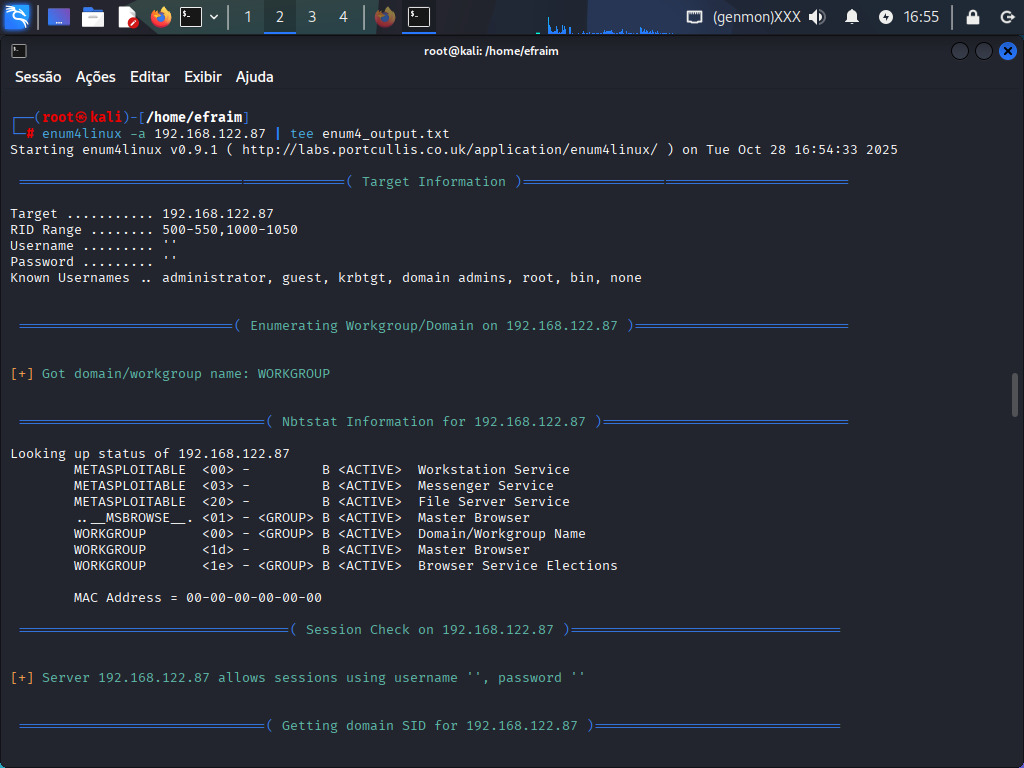 1 2 3 4 (genmon)XXX 16:55
root@kali: /home/efraim
Sessão Ações Editar Exibir Ajuda
┌──(root㉿kali)-[/home/efraim]
└─# enum4linux -a 192.168.122.87 | tee enum4_output.txt
Starting enum4linux v0.9.1 ( http://labs.portcullis.co.uk/application/enum4linux/ ) on Tue Oct 28 16:54:33 2025
( Target Information )
Target ........... 192.168.122.87
RID Range ........ 500-550,1000-1050
Username ......... ''
Password ......... ''
Known Usernames .. administrator, guest, krbtgt, domain admins, root, bin, none
( Enumerating Workgroup/Domain on 192.168.122.87 )
[+] Got domain/workgroup name: WORKGROUP
( Nbtstat Information for 192.168.122.87 )
Looking up status of 192.168.122.87
METASPLOITABLE <00> - B <ACTIVE> Workstation Service
METASPLOITABLE <03> - B <ACTIVE> Messenger Service
METASPLOITABLE <20> - B <ACTIVE> File Server Service
..__MSBROWSE__. <01> - <GROUP> B <ACTIVE> Master Browser
WORKGROUP <00> - <GROUP> B <ACTIVE> Domain/Workgroup Name
WORKGROUP <1d> - B <ACTIVE> Master Browser
WORKGROUP <1e> - <GROUP> B <ACTIVE> Browser Service Elections
MAC Address = 00-00-00-00-00-00
( Session Check on 192.168.122.87 )
[+] Server 192.168.122.87 allows sessions using username '', password ''
( Getting domain SID for 192.168.122.87 )